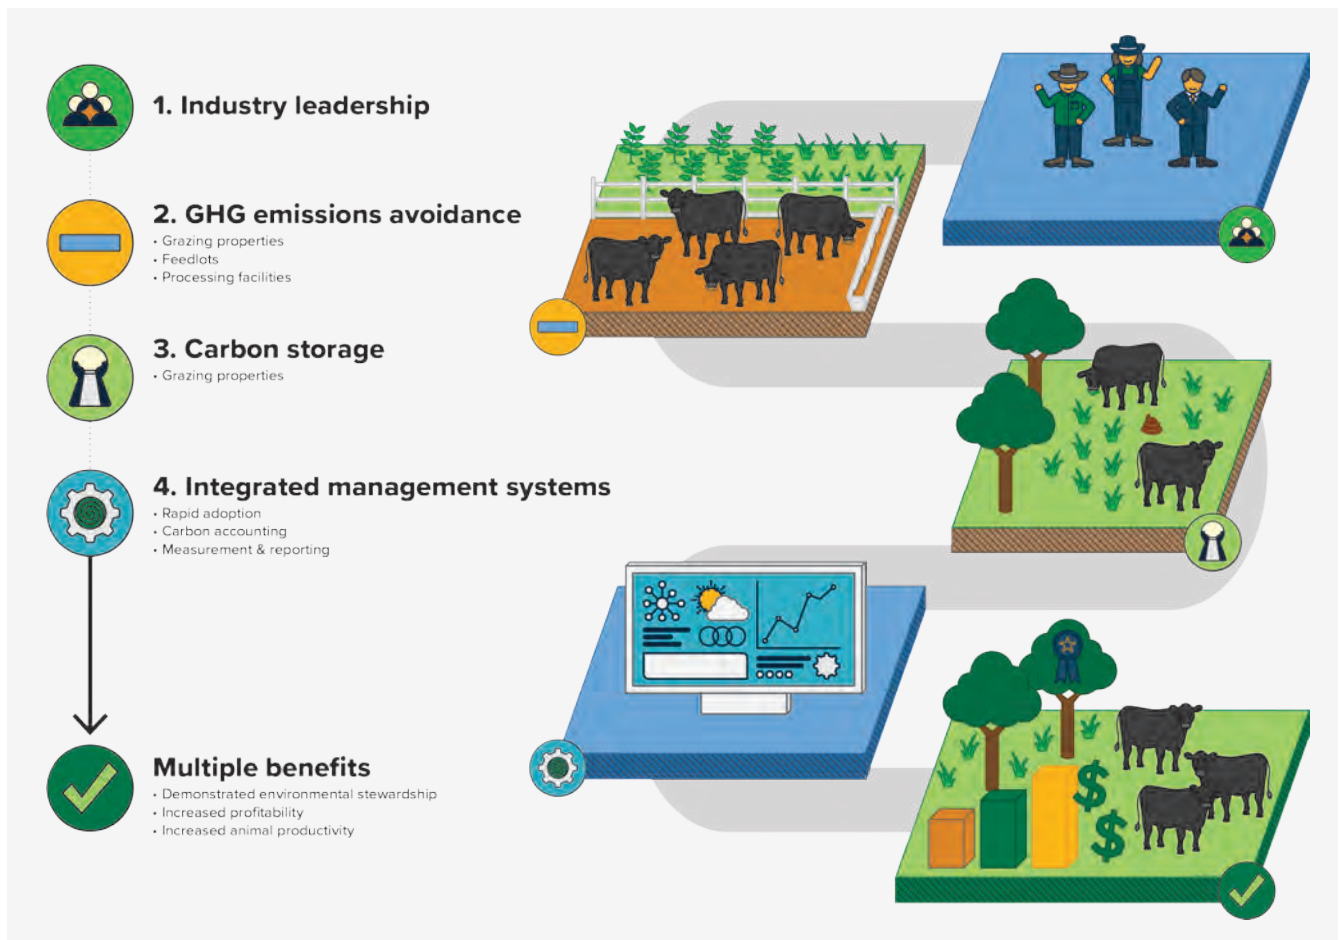 1. Industry leadership
2. GHG emissions avoidance
• Grazing properties
• Feedlots
• Processing facilities
3. Carbon storage
• Grazing properties
4. Integrated management systems
• Rapid adoption
• Carbon accounting
• Measurement & reporting
Multiple benefits
• Demonstrated environmental stewardship
• Increased profitability
• Increased animal productivity
$
$